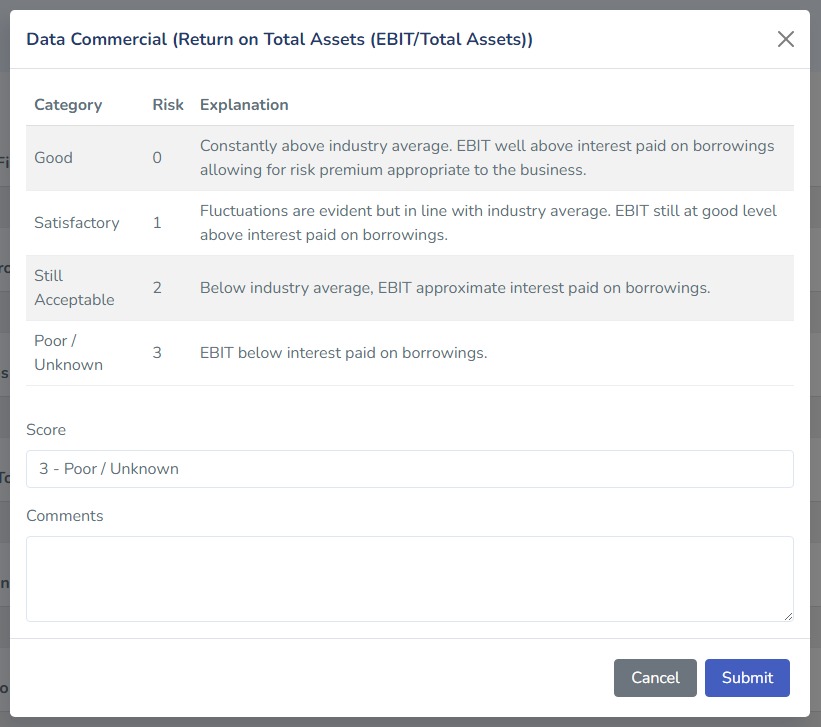 Data Commercial (Return on Total Assets (EBIT/Total Assets))
Category Risk Explanation
Good 0 Constantly above industry average. EBIT well above interest paid on borrowings
allowing for risk premium appropriate to the business.
Satisfactory 1 Fluctuations are evident but in line with industry average. EBIT still at good level
above interest paid on borrowings.
Still
Acceptable 2 Below industry average, EBIT approximate interest paid on borrowings.
Poor /
Unknown 3 EBIT below interest paid on borrowings.
Score
3 - Poor / Unknown
Comments
Cancel Submit